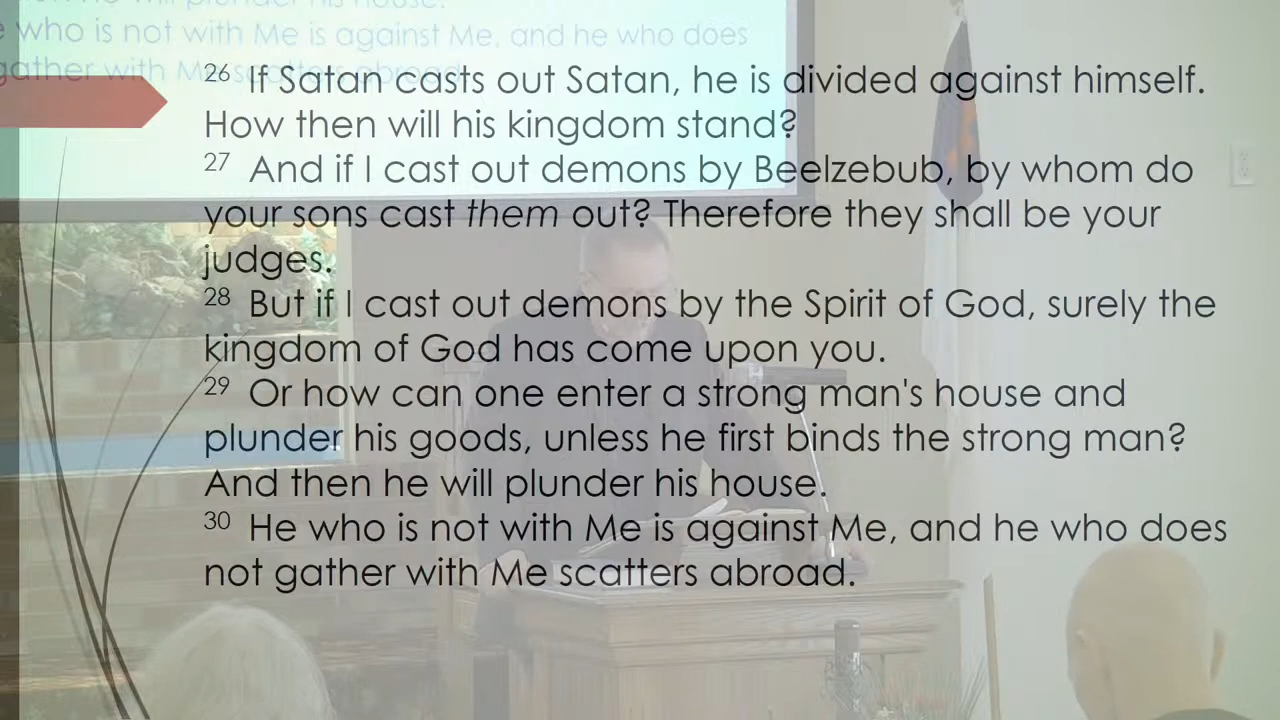 who is not with Me is against Me, and he who does
gather with Me scatters abroad.
26 If Satan casts out Satan, he is divided against himself.
How then will his kingdom stand?
27 And if I cast out demons by Beelzebub, by whom do
your sons cast them out? Therefore they shall be your
judges.
28 But if I cast out demons by the Spirit of God, surely the
kingdom of God has come upon you.
29 Or how can one enter a strong man's house and
plunder his goods, unless he first binds the strong man?
And then he will plunder his house.
30 He who is not with Me is against Me, and he who does
not gather with Me scatters abroad.